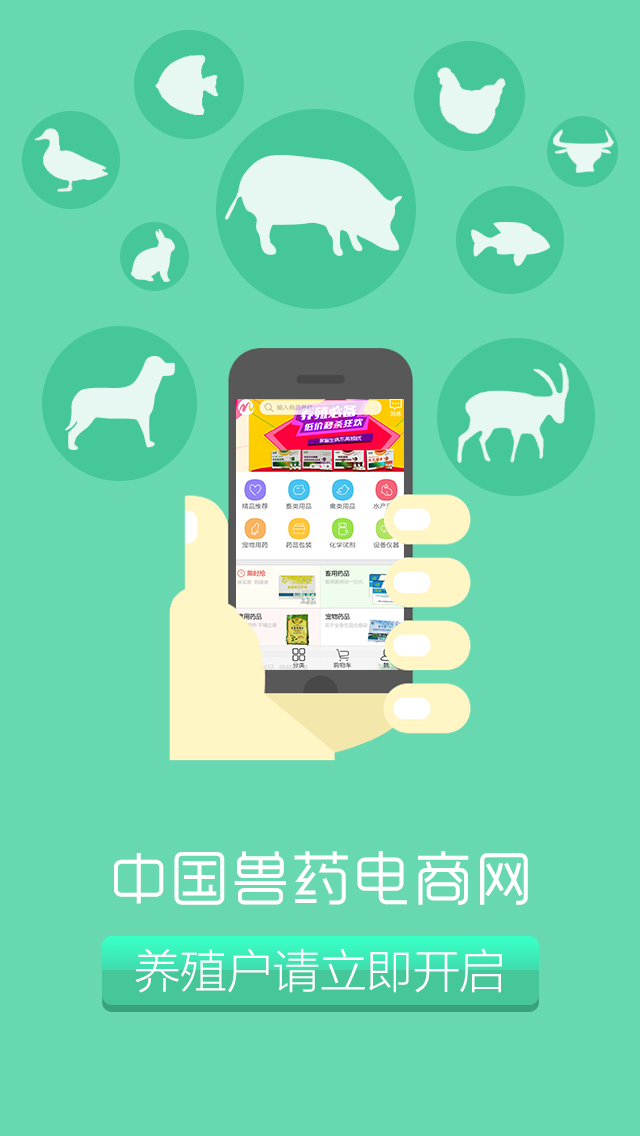 输入商品名称
消息
养殖必备
低价秒杀狂欢
精品推荐 畜类用品 禽类用品 水产
宠物用药 药品包装 化学试剂 设备仪器
限时抢 畜用药品
用药品 宠物药品
分类 购物车 我
中国兽药电商网
养殖户请立即开启